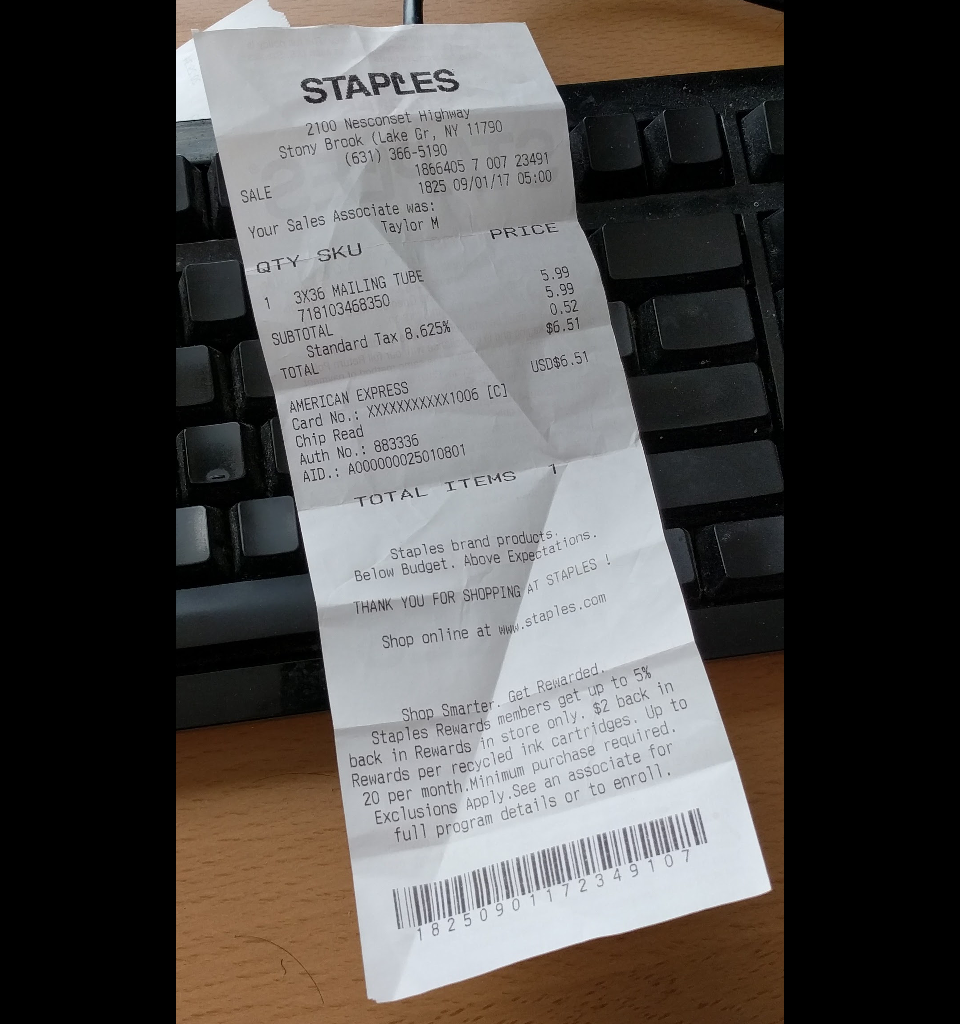 STAPLES
2100 Nesconset Highway
Stony Brook (Lake Gr, NY 11790
(631) 366-5190
1866405 7 007 23491
SALE 1825 09/01/17 05:00
Your Sales Associate was:
Taylor M
QTY SKU PRICE
1 3X36 MAILING TUBE
718103468350 5.99
SUBTOTAL 5.99
Standard Tax 8.625% 0.52
TOTAL $6.51
AMERICAN EXPRESS USD$6.51
Card No.: XXXXXXXXXXX1006 [C]
Chip Read
Auth No.: 883336
AID.: A000000025010801
TOTAL ITEMS 1
Staples brand products.
Below Budget. Above Expectations.
THANK YOU FOR SHOPPING AT STAPLES !
Shop online at www.staples.com
Shop Smarter. Get Rewarded.
Staples Rewards members get up to 5%
back in Rewards in store only. $2 back in
Rewards per recycled ink cartridges. Up to
20 per month.Minimum purchase required.
Exclusions Apply.See an associate for
full program details or to enroll.
18250901172349107